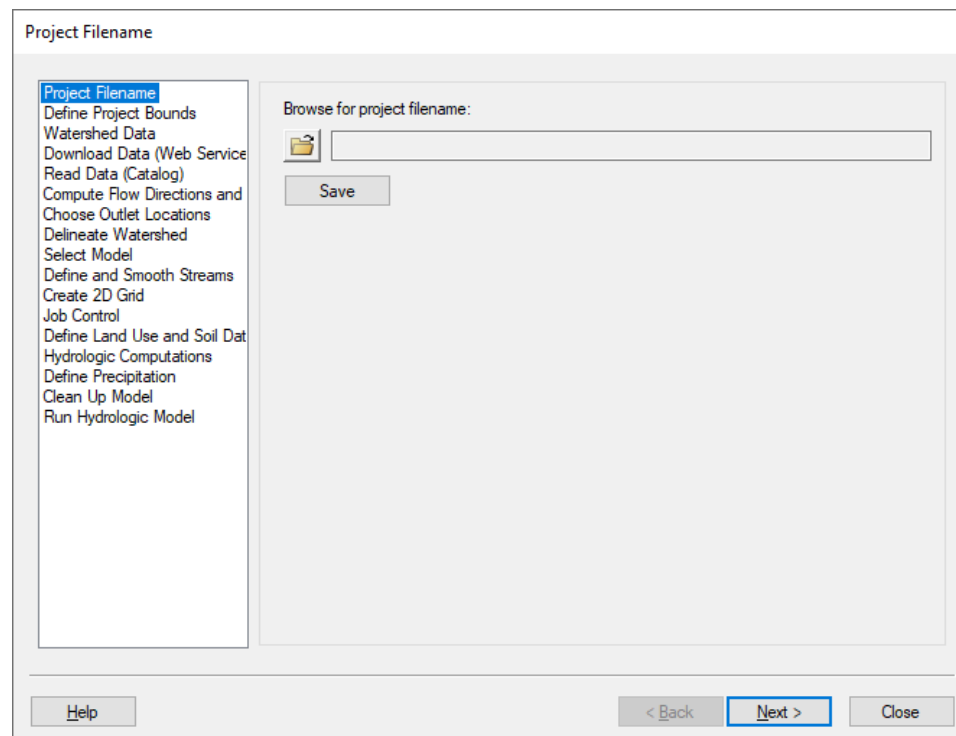 Project Filename
Project Filename
Define Project Bounds
Watershed Data
Download Data (Web Service
Read Data (Catalog)
Compute Flow Directions and
Choose Outlet Locations
Delineate Watershed
Select Model
Define and Smooth Streams
Create 2D Grid
Job Control
Define Land Use and Soil Dat
Hydrologic Computations
Define Precipitation
Clean Up Model
Run Hydrologic Model
Browse for project filename:
Save
Help
< Back
Next >
Close